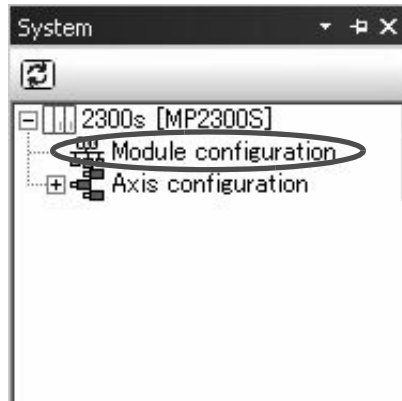 System
2300s [MP2300S]
Module configuration
Axis configuration